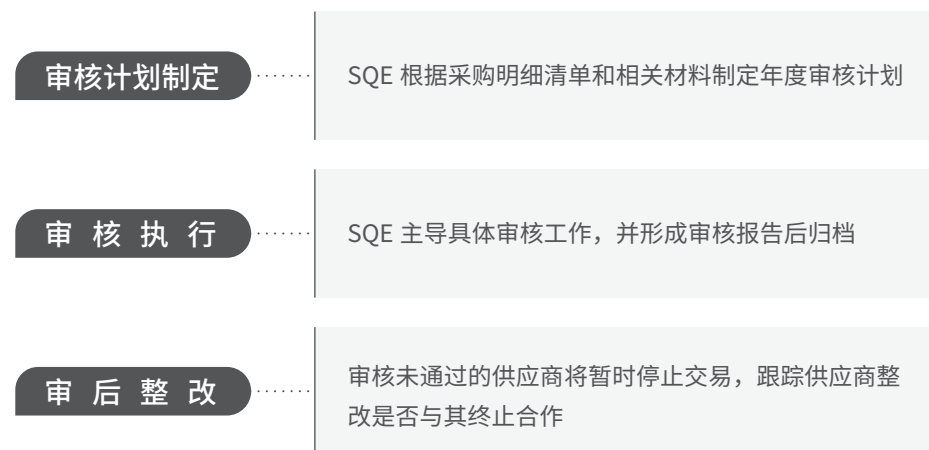 审核计划制定
SQE 根据采购明细清单和相关材料制定年度审核计划
审核执行
SQE 主导具体审核工作，并形成审核报告后归档
审后整改
审核未通过的供应商将暂时停止交易，跟踪供应商整
改是否与其终止合作